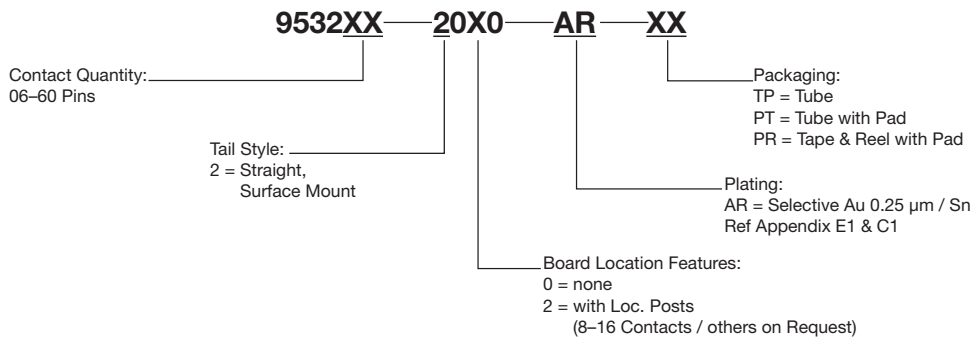 9532XX 20X0 AR XX
Contact Quantity:
06–60 Pins
Tail Style:
2 = Straight,
Surface Mount
Packaging:
TP = Tube
PT = Tube with Pad
PR = Tape & Reel with Pad
Plating:
AR = Selective Au 0.25 µm / Sn
Ref Appendix E1 & C1
Board Location Features:
0 = none
2 = with Loc. Posts
(8–16 Contacts / others on Request)